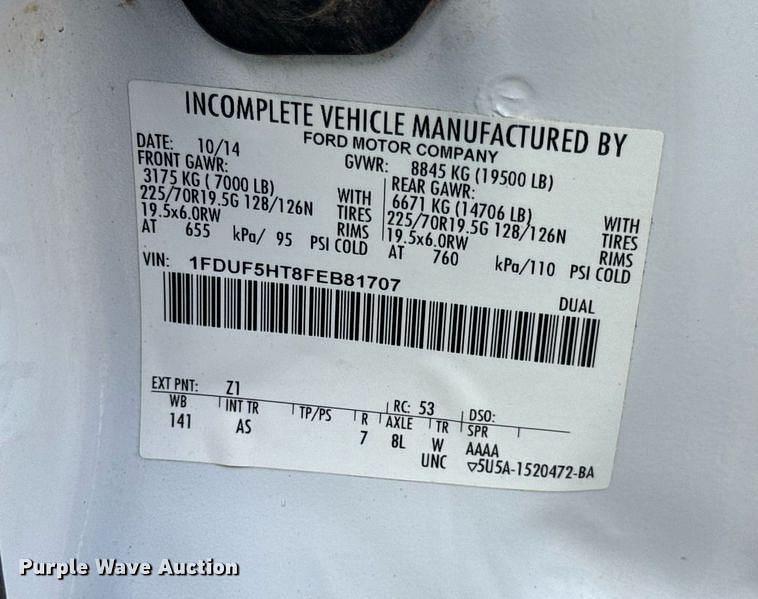 INCOMPLETE VEHICLE MANUFACTURED BY
FORD MOTOR COMPANY
DATE: 10/14 GVWR: 8845 KG (19500 LB)
FRONT GAWR: REAR GAWR:
3175 KG ( 7000 LB) WITH 6671 KG (14706 LB) WITH
225/70R19.5G 128/126N TIRES 225/70R19.5G 128/126N TIRES
19.5x6.0RW RIMS 19.5x6.0RW RIMS
AT 655 kPa/ 95 PSI COLD AT 760 kPa/110 PSI COLD
VIN: 1FDUF5HT8FEB81707
DUAL
EXT PNT: Z1 RC: 53 DSO:
WB INT TR TP/PS R AXLE TR SPR
141 AS 7 8L W AAAA
UNC ▽5U5A-1520472-BA
Purple Wave Auction